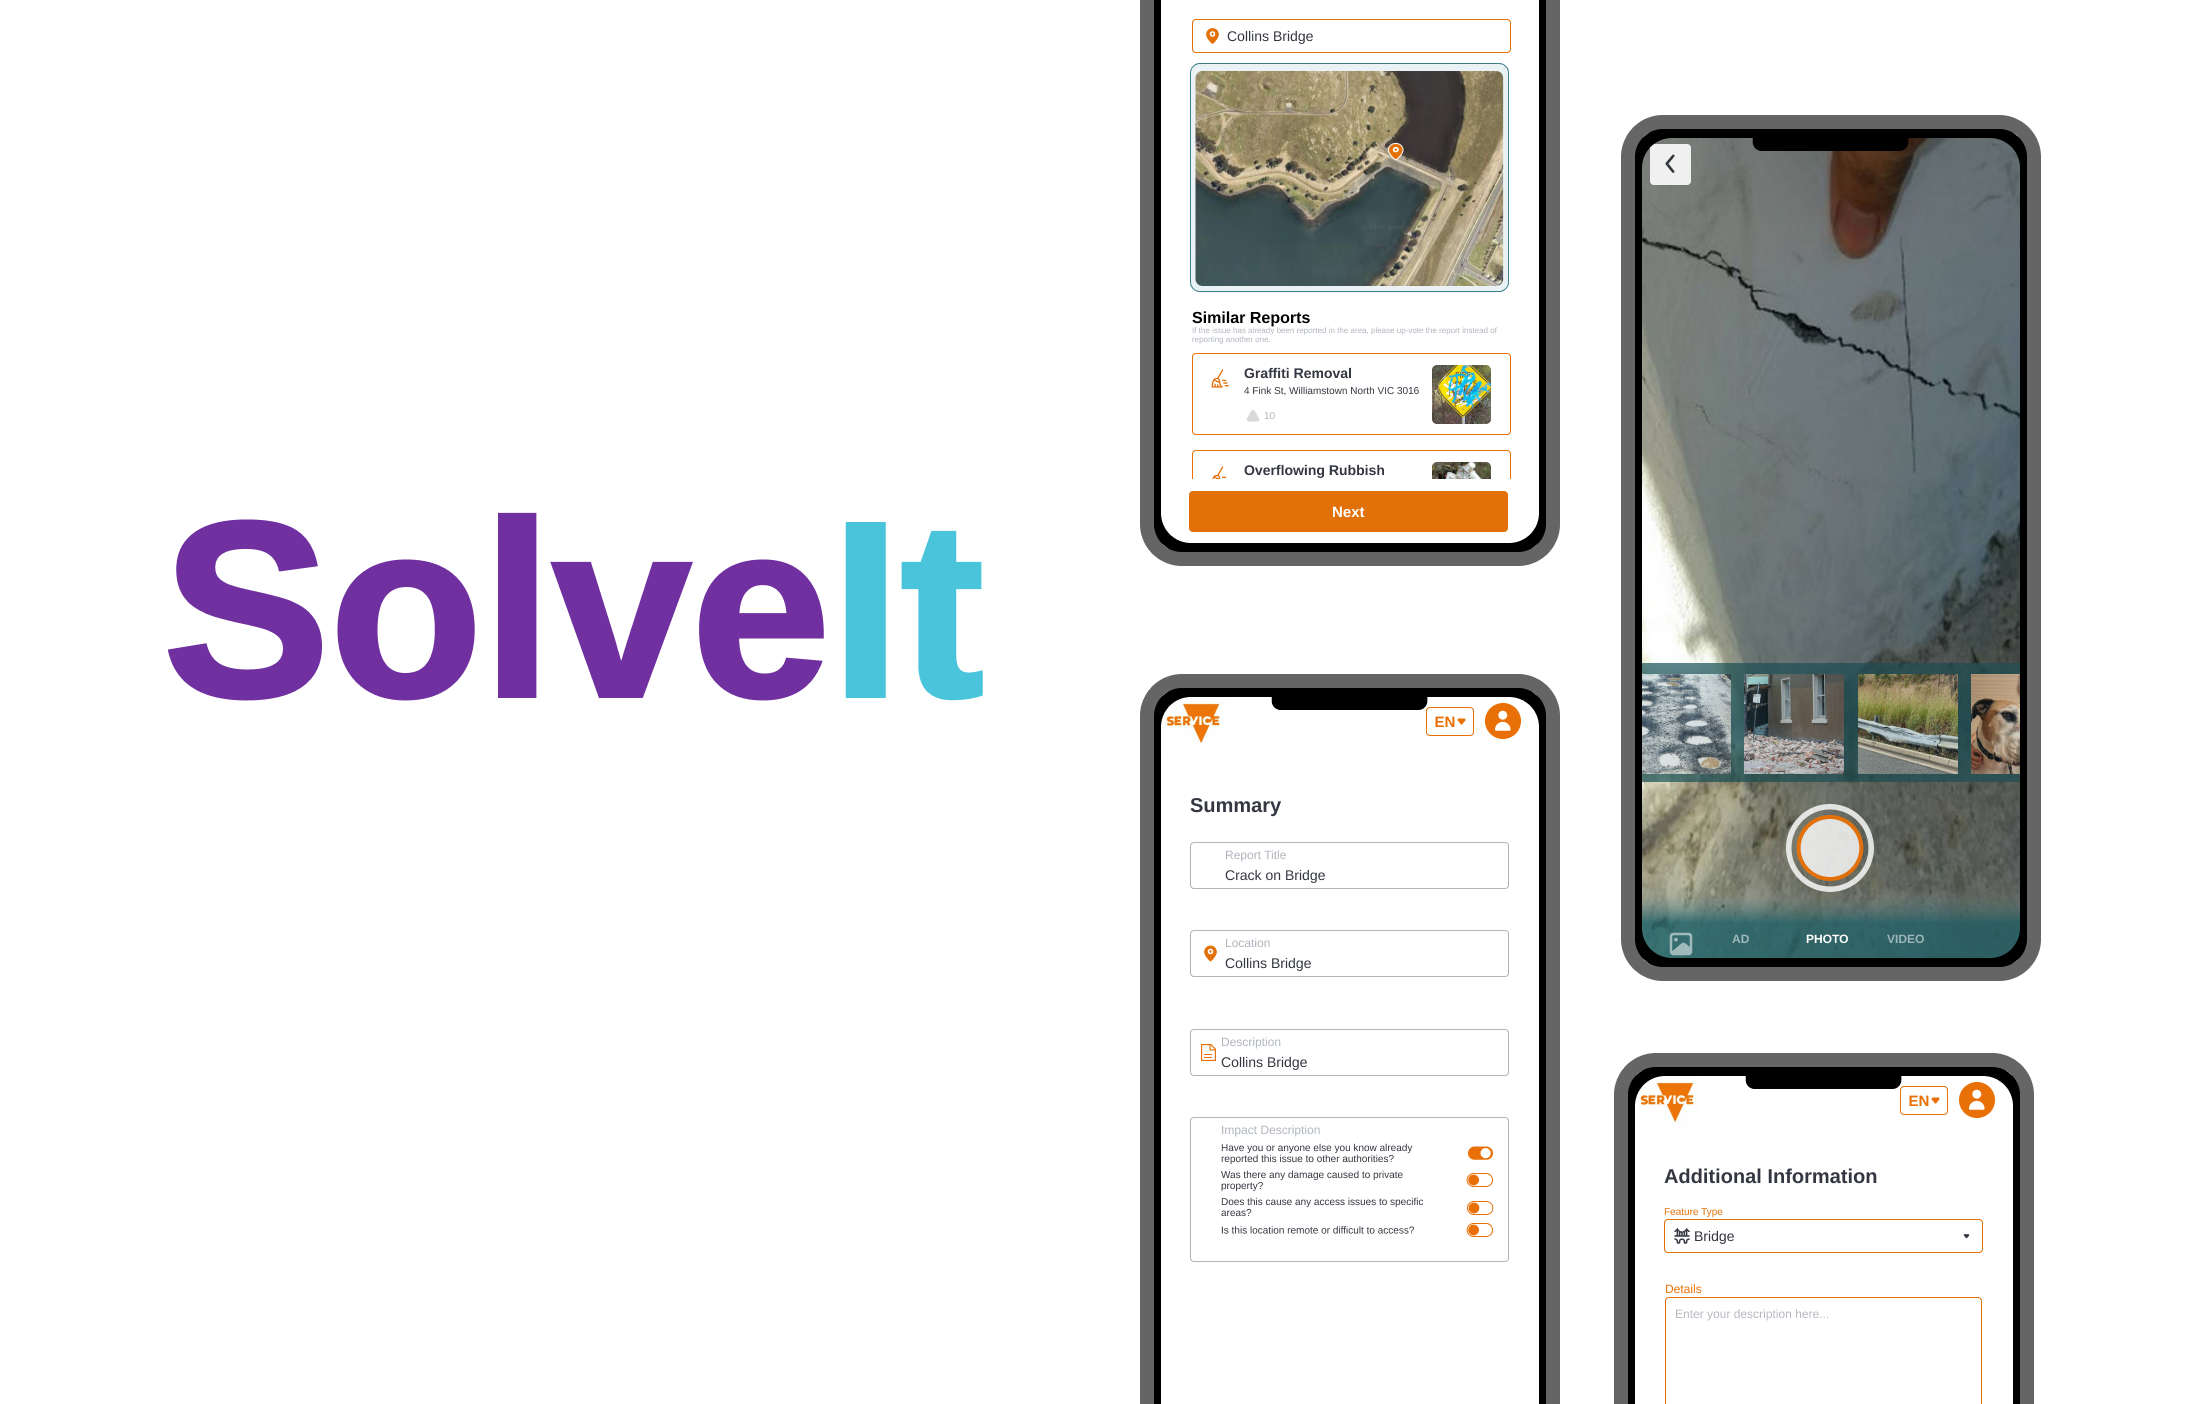 SolveIt
Collins Bridge
Similar Reports
If the issue has already been reported in the area, please up-vote the report instead of
reporting another one.
Graffiti Removal
4 Fink St, Williamstown North VIC 3016
10
Overflowing Rubbish
Next
SERVICE
EN
Summary
Report Title
Crack on Bridge
Location
Collins Bridge
Description
Collins Bridge
Impact Description
Have you or anyone else you know already
reported this issue to other authorities?
Was there any damage caused to private
property?
Does this cause any access issues to specific
areas?
Is this location remote or difficult to access?
AD PHOTO VIDEO
SERVICE
EN
Additional Information
Feature Type
Bridge
Details
Enter your description here...